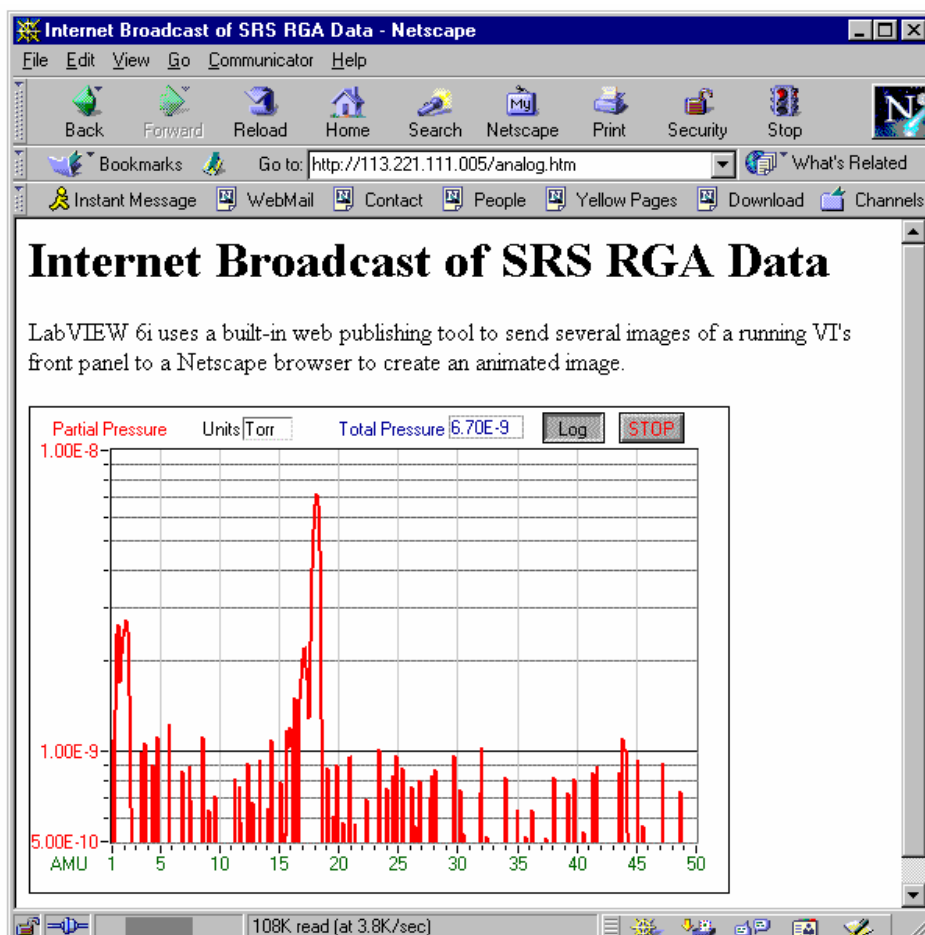 Internet Broadcast of SRS RGA Data - Netscape
File Edit View Go Communicator Help
Back Forward Reload Home Search Netscape Print Security Stop
My
N
Bookmarks Go to: http://113.221.111.005/analog.htm What's Related
Instant Message WebMail Contact People Yellow Pages Download Channels
Internet Broadcast of SRS RGA Data
LabVIEW 6i uses a built-in web publishing tool to send several images of a running VI's
front panel to a Netscape browser to create an animated image.
Partial Pressure Units Torr Total Pressure 6.70E-9 Log STOP
1.00E-8
1.00E-9
5.00E-10
AMU 1 5 10 15 20 25 30 35 40 45 50
108K read (at 3.8K/sec)